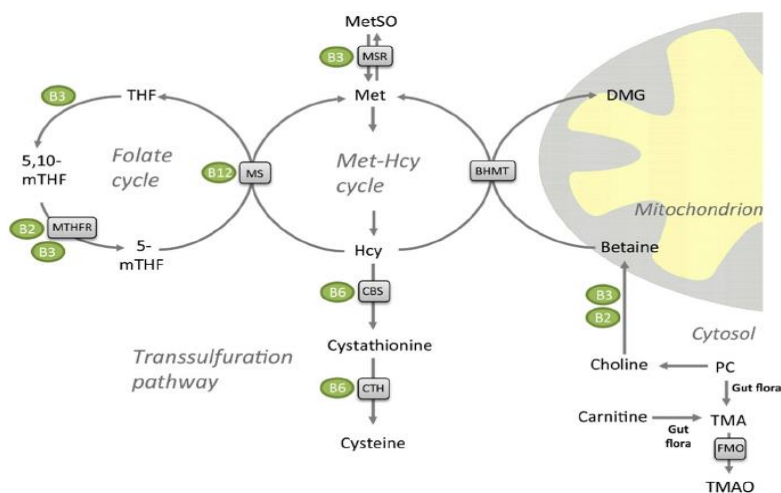 MetSO
B3
MSR
B3
THF
Met
DMG
Folate
cycle
Met-Hcy
cycle
5,10-
mTHF
B12
MS
BHMT
Mitochondrion
B2
MTHFR
B3
5-
mTHF
Hcy
Betaine
B6
CBS
B3
B2
Cytosol
Transsulfuration
pathway
Cystathionine
Choline
PC
Gut flora
B6
CTH
Carnitine
Gut
flora
TMA
FMO
Cysteine
TMAO